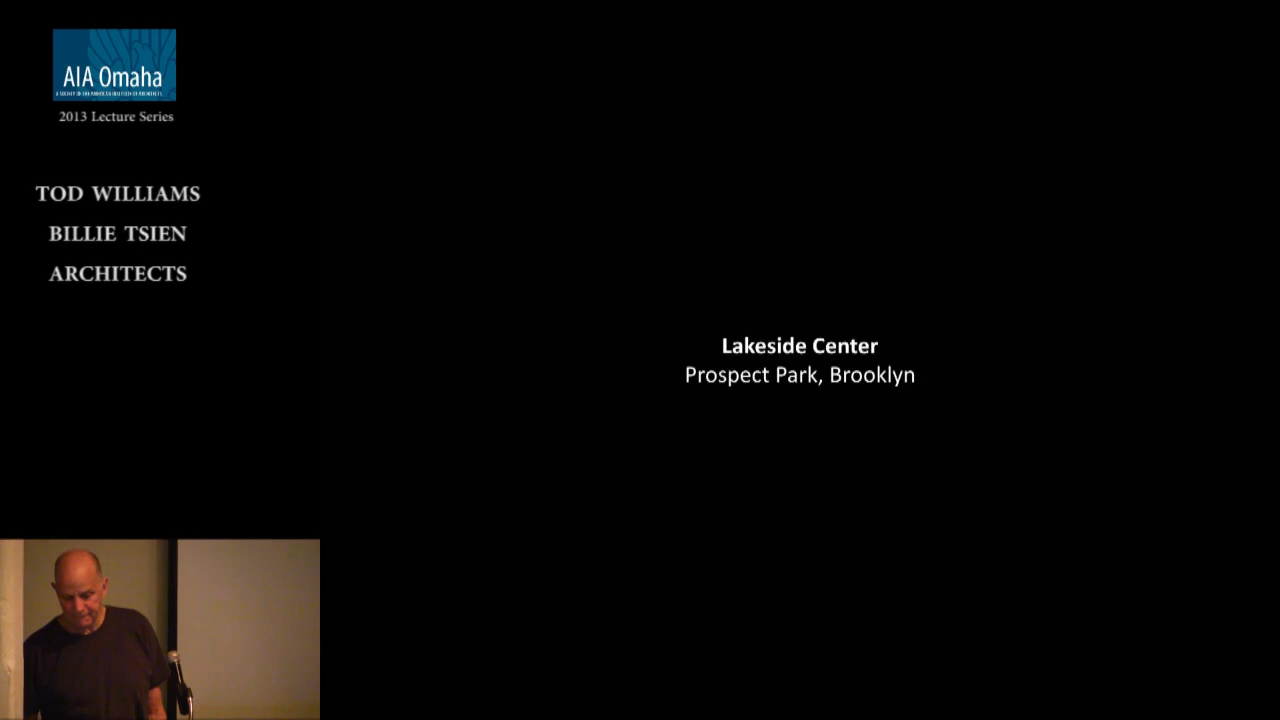 AIA Omaha
2013 Lecture Series
TOD WILLIAMS
BILLIE TSIEN
ARCHITECTS
Lakeside Center
Prospect Park, Brooklyn